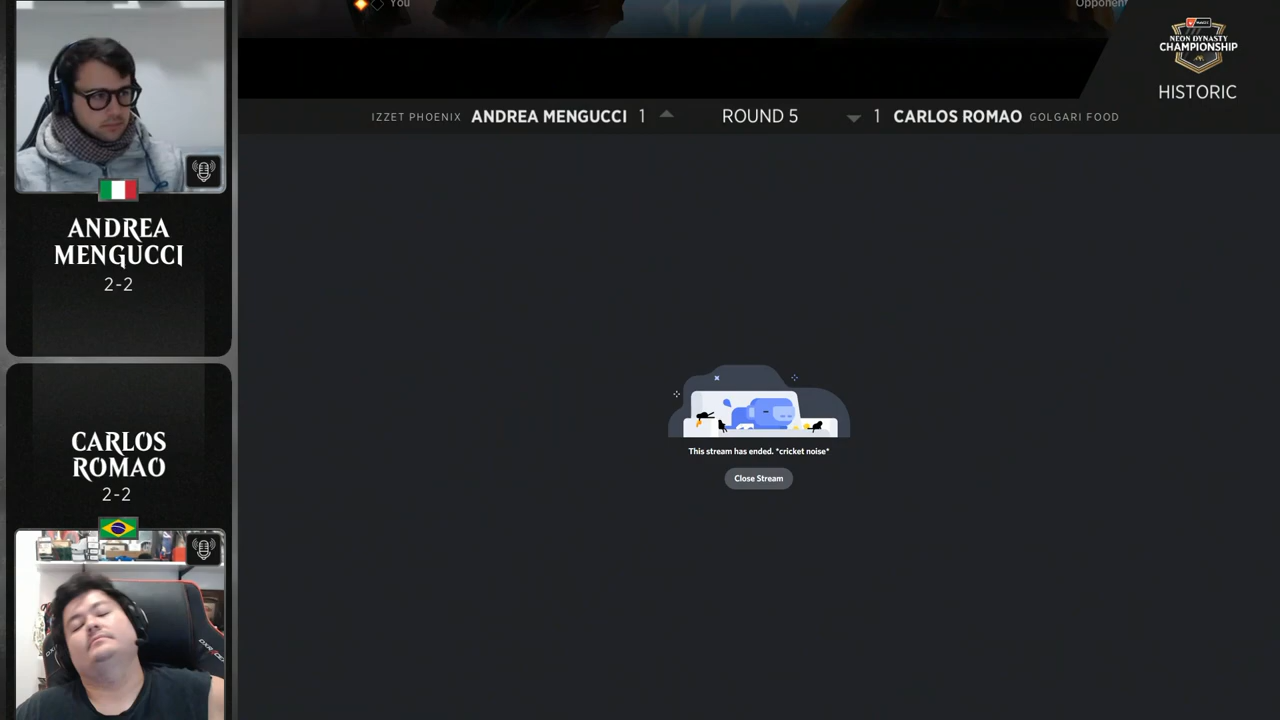 You
Opponent
NEON DYNASTY
CHAMPIONSHIP
HISTORIC
IZZET PHOENIX ANDREA MENGUCCI 1 ROUND 5 1 CARLOS ROMAO GOLGARI FOOD
ANDREA
MENGUCCI
2-2
CARLOS
ROMAO
2-2
This stream has ended. *cricket noise*
Close Stream